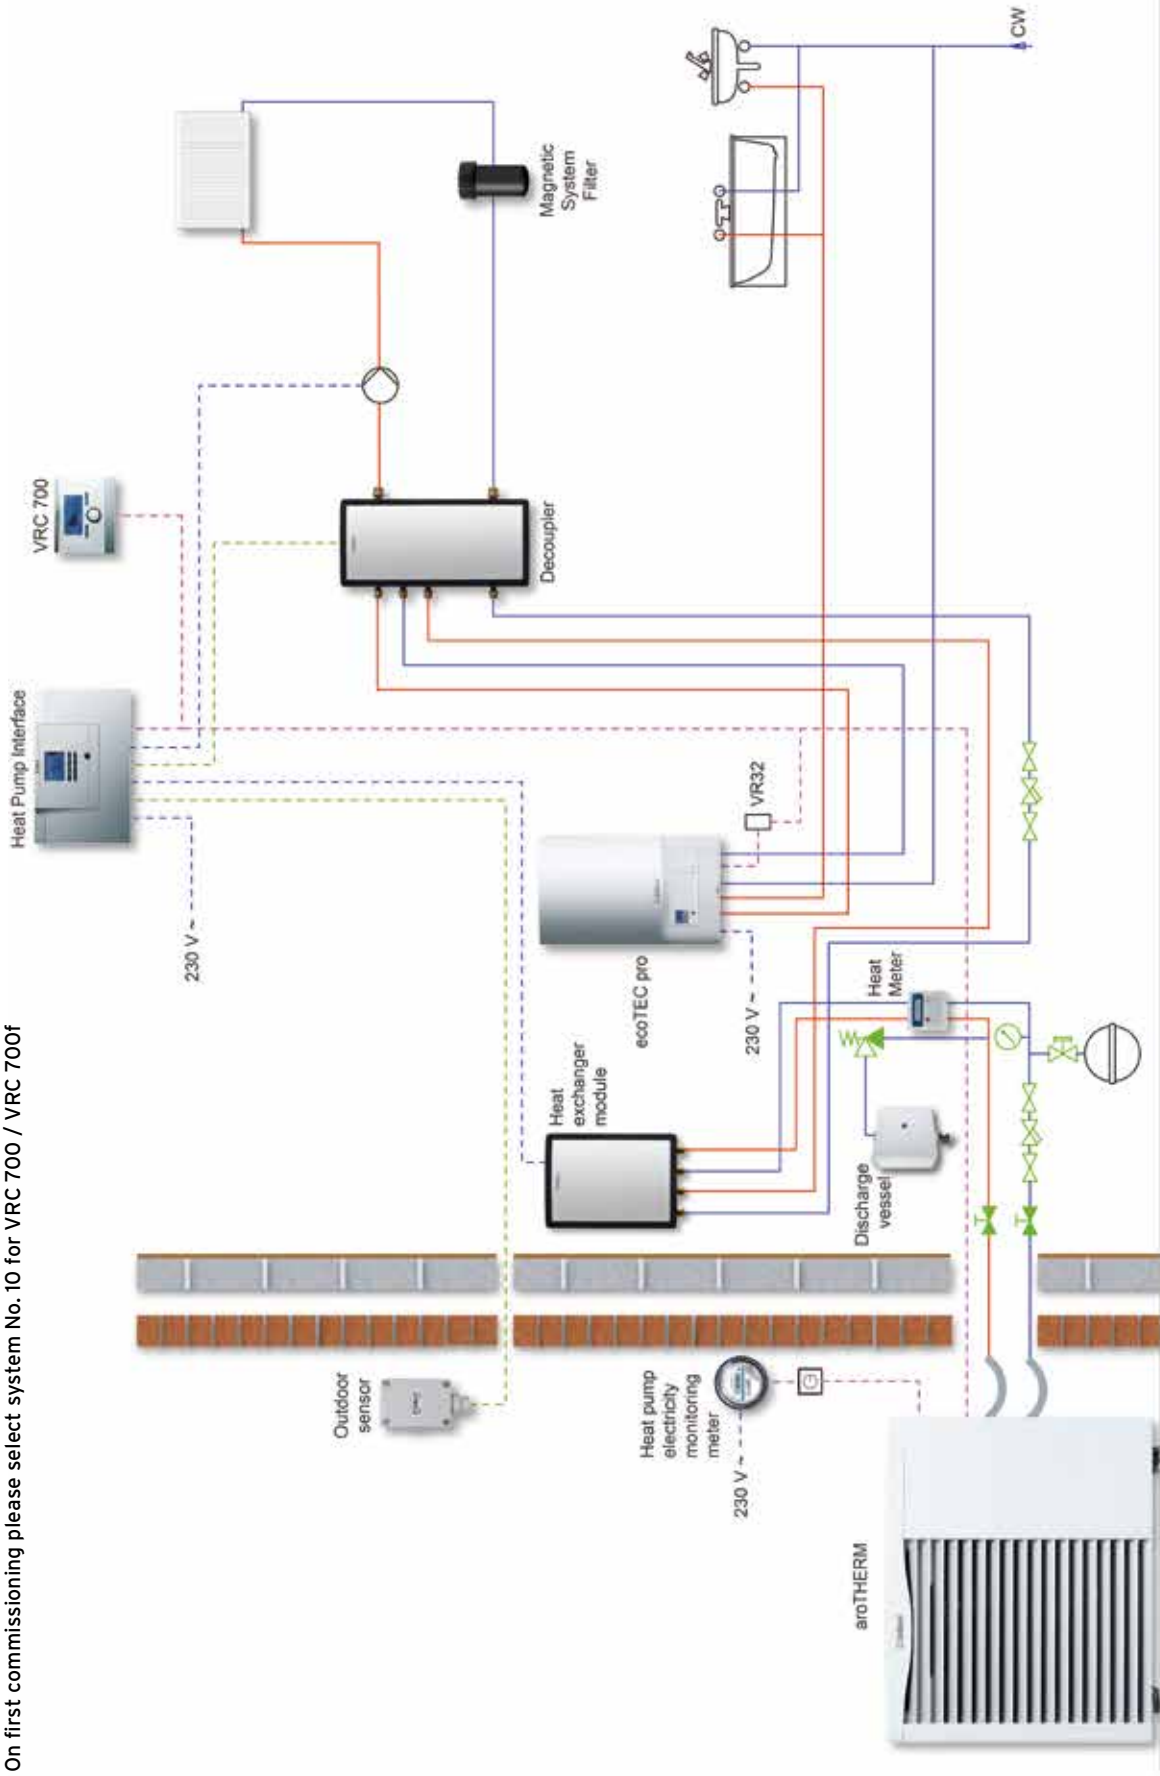 On first commissioning please select system No. 10 for VRC 700 / VRC 700f
Heat Pump Interface
VRC 700
230 V ~
Outdoor
sensor
Heat
exchanger
module
ecoTEC pro
Decoupler
Magnetic
System
Filter
230 V ~
VR32
Heat pump
electricity
monitoring
meter
230 V ~
Discharge
vessel
Heat
Meter
aroTHERM
CW